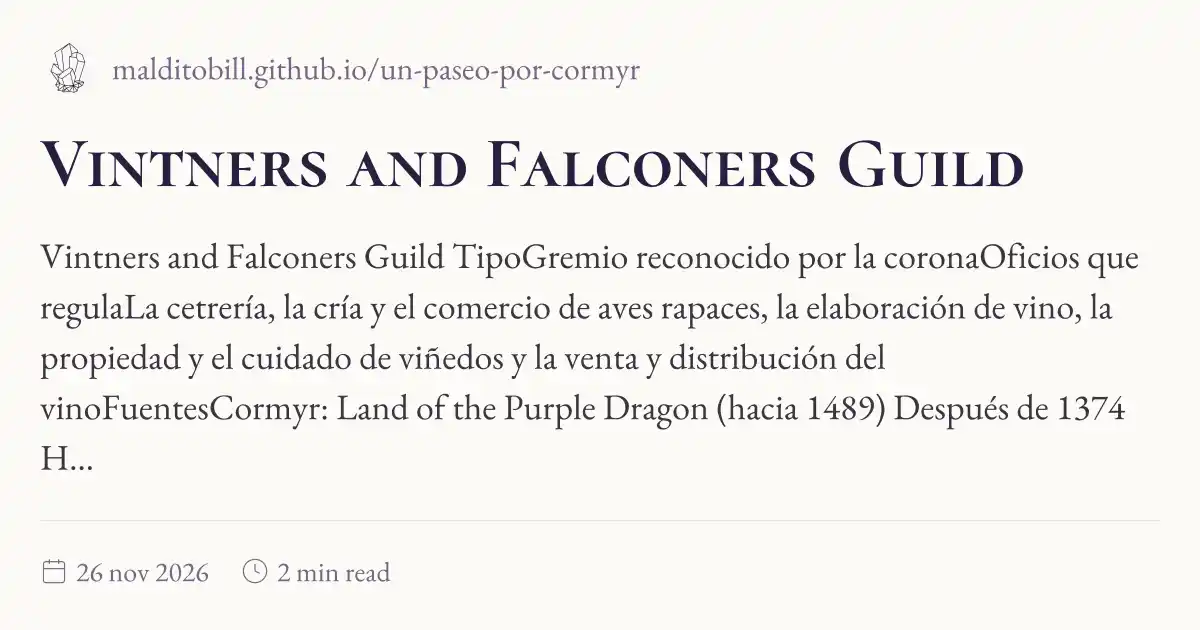 malditobill.github.io/un-paseo-por-cormyr
Vintners and Falconers Guild
Vintners and Falconers Guild TipoGremio reconocido por la coronaOficios que
regulaLa cetrería, la cría y el comercio de aves rapaces, la elaboración de vino, la
propiedad y el cuidado de viñedos y la venta y distribución del
vinoFuentesCormyr: Land of the Purple Dragon (hacia 1489) Después de 1374
H...
26 nov 2026
2 min read